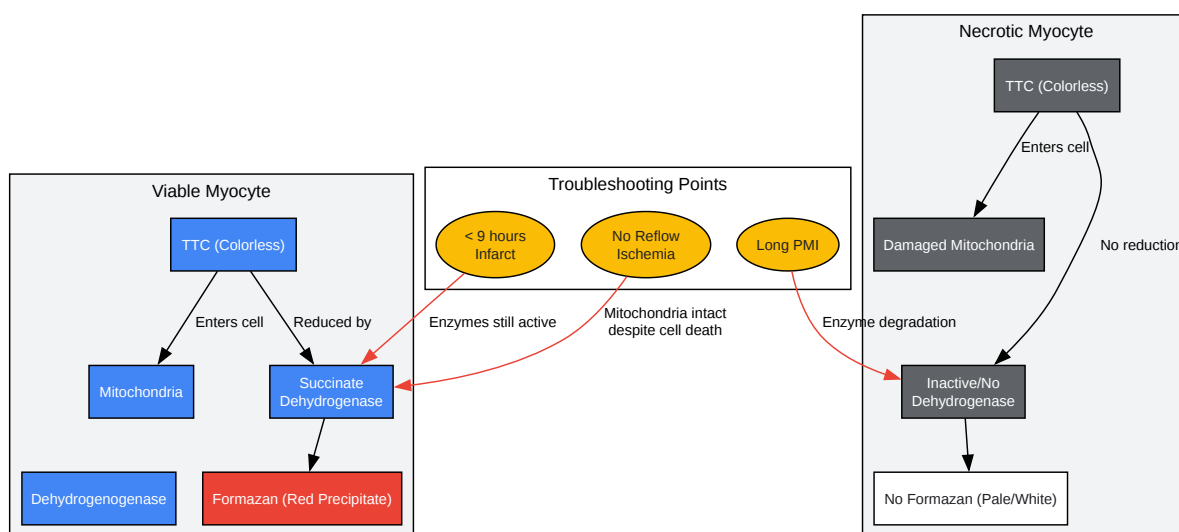 Viable Myocyte
TTC (Colorless)
Enters cell
Reduced by
Mitochondria
Succinate
Dehydrogenase
Dehydrogenogenase
Formazan (Red Precipitate)
Troubleshooting Points
< 9 hours
Infarct
No Reflow
Ischemia
Long PMI
Enzymes still active
Mitochondria intact
despite cell death
Enzyme degradation
Necrotic Myocyte
TTC (Colorless)
Enters cell
No reduction
Damaged Mitochondria
Inactive/No
Dehydrogenase
No Formazan (Pale/White)